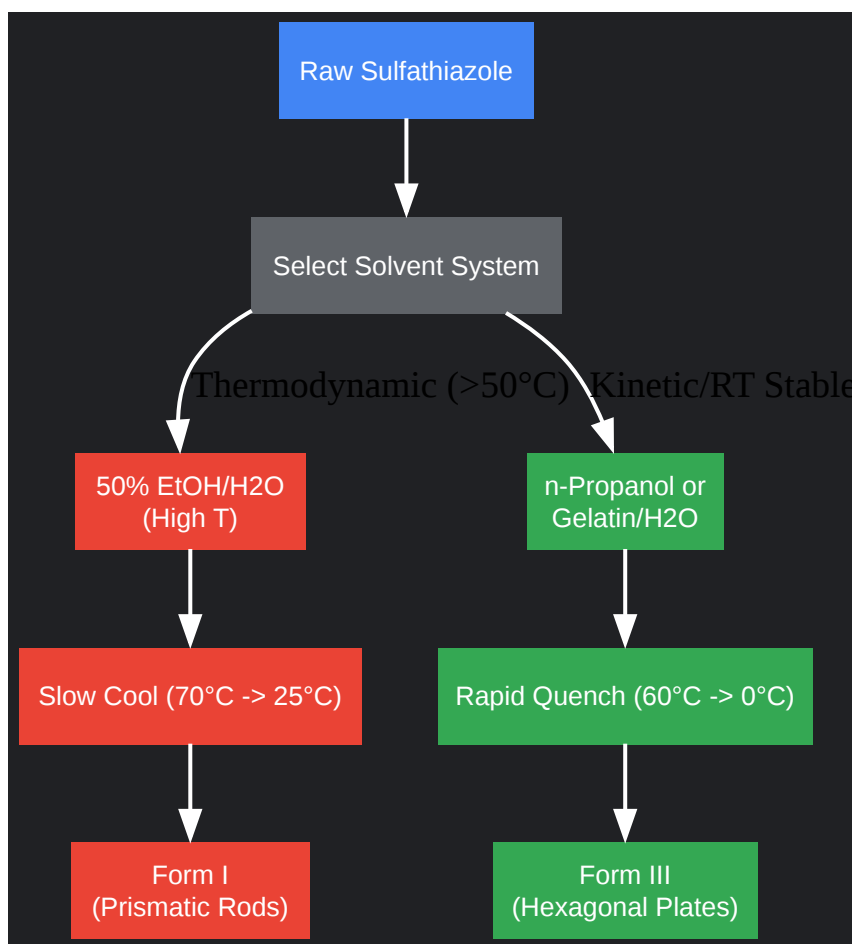 Raw Sulfathiazole
Select Solvent System
Thermodynamic (>50°C)
Kinetic/RT Stable
50% EtOH/H2O
(High T)
n-Propanol or
Gelatin/H2O
Slow Cool (70°C -> 25°C)
Rapid Quench (60°C -> 0°C)
Form I
(Prismatic Rods)
Form III
(Hexagonal Plates)